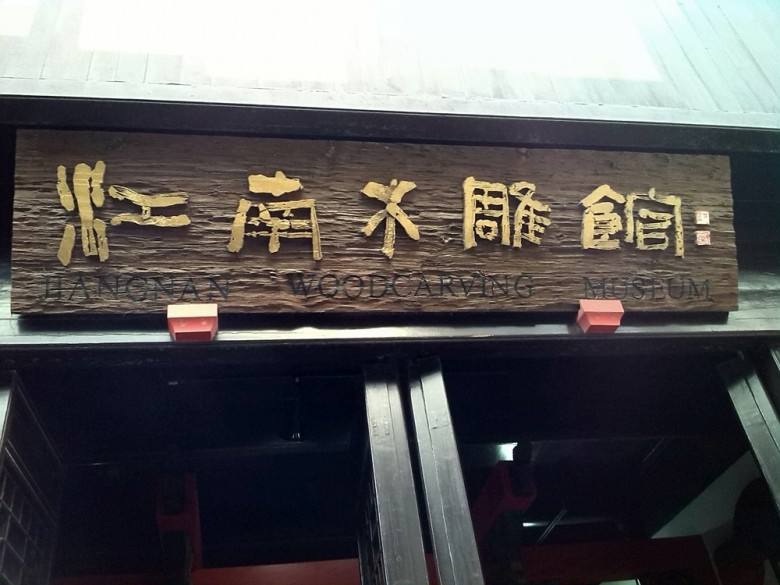 江南木雕館
JIANGNAN WOODCARVING MUSEUM